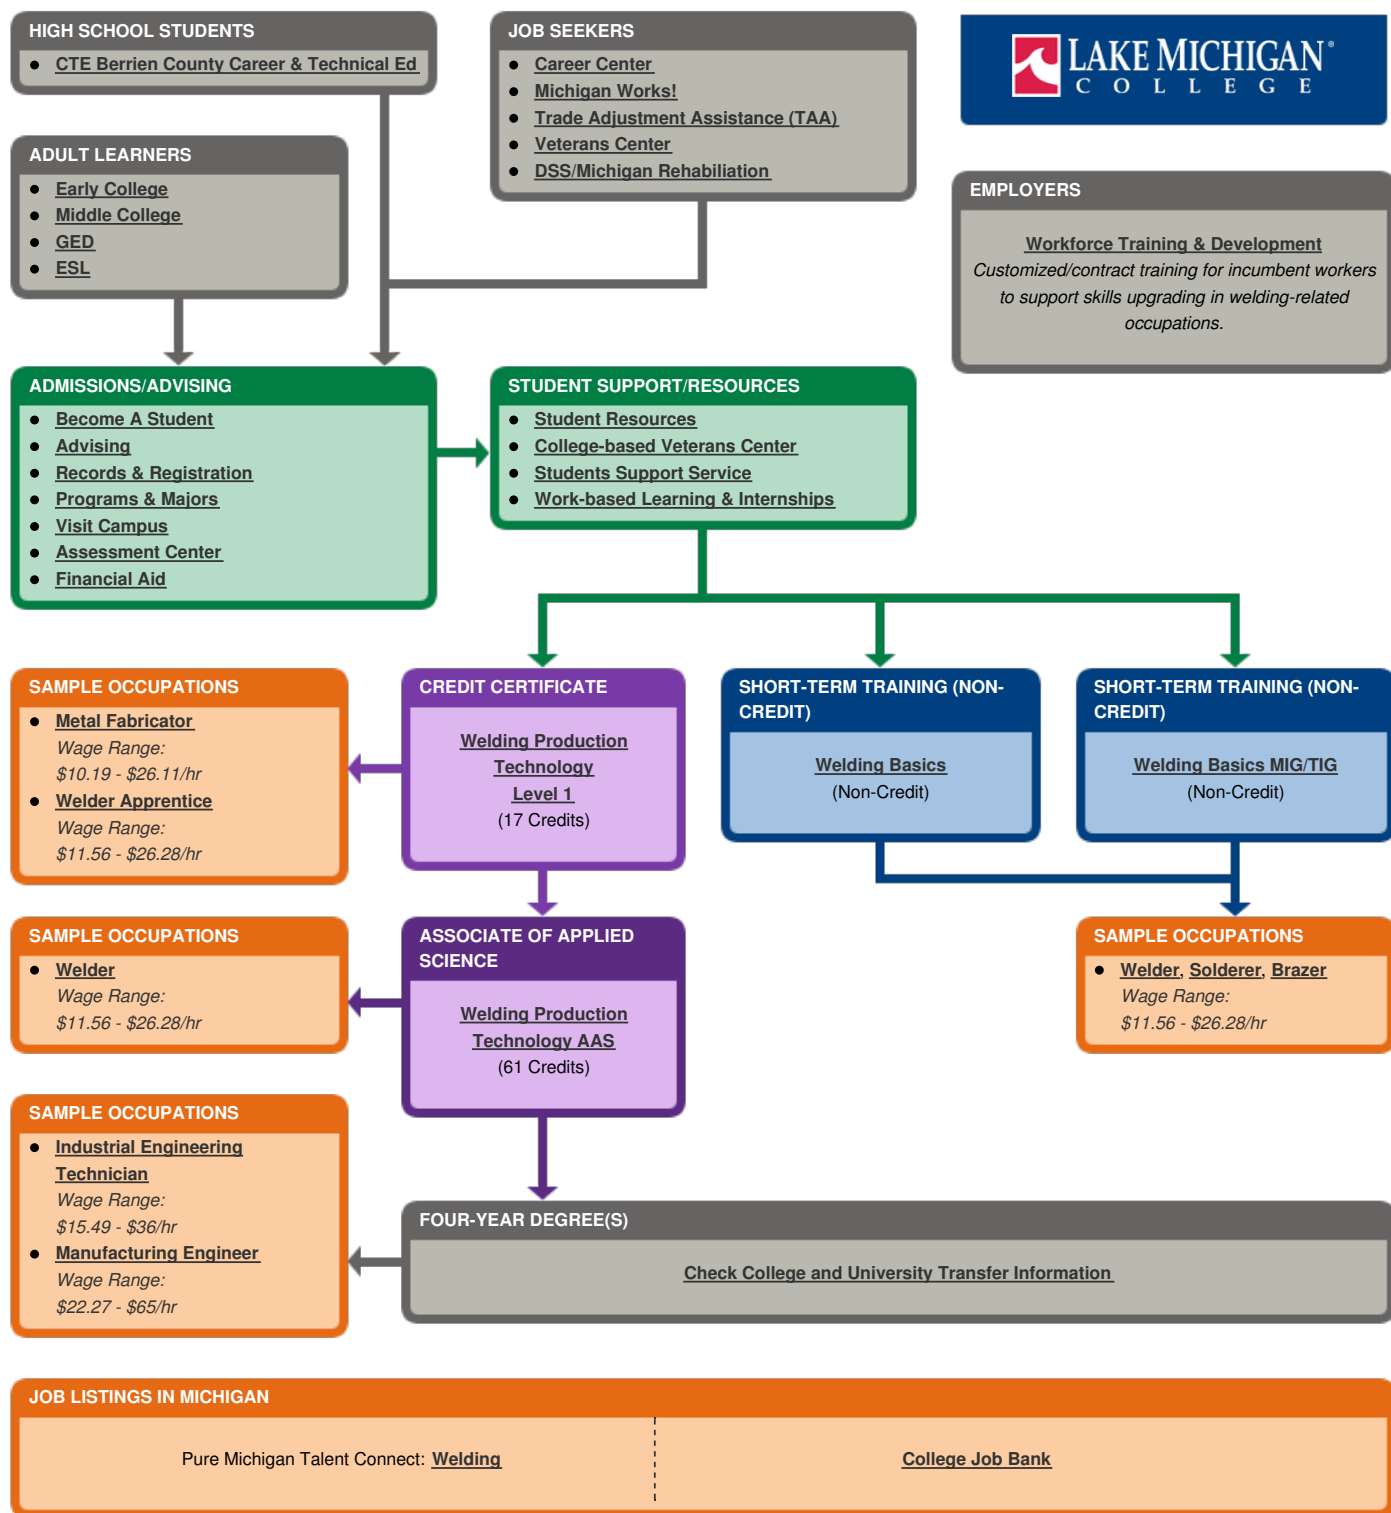 HIGH SCHOOL STUDENTS
CTE Berrien County Career & Technical Ed
JOB SEEKERS
Career Center
Michigan Works!
Trade Adjustment Assistance (TAA)
Veterans Center
DSS/Michigan Rehabiliation
LAKE MICHIGAN®
COLLEGE
ADULT LEARNERS
Early College
Middle College
GED
ESL
EMPLOYERS
Workforce Training & Development
Customized/contract training for incumbent workers
to support skills upgrading in welding-related
occupations.
ADMISSIONS/ADVISING
Become A Student
Advising
Records & Registration
Programs & Majors
Visit Campus
Assessment Center
Financial Aid
STUDENT SUPPORT/RESOURCES
Student Resources
College-based Veterans Center
Students Support Service
Work-based Learning & Internships
SAMPLE OCCUPATIONS
Metal Fabricator
Wage Range:
$10.19 - $26.11/hr
Welder Apprentice
Wage Range:
$11.56 - $26.28/hr
CREDIT CERTIFICATE
Welding Production
Technology
Level 1
(17 Credits)
SHORT-TERM TRAINING (NON-
CREDIT)
Welding Basics
(Non-Credit)
SHORT-TERM TRAINING (NON-
CREDIT)
Welding Basics MIG/TIG
(Non-Credit)
SAMPLE OCCUPATIONS
Welder
Wage Range:
$11.56 - $26.28/hr
ASSOCIATE OF APPLIED
SCIENCE
Welding Production
Technology AAS
(61 Credits)
SAMPLE OCCUPATIONS
Welder, Solderer, Brazer
Wage Range:
$11.56 - $26.28/hr
SAMPLE OCCUPATIONS
Industrial Engineering
Technician
Wage Range:
$15.49 - $36/hr
Manufacturing Engineer
Wage Range:
$22.27 - $65/hr
FOUR-YEAR DEGREE(S)
Check College and University Transfer Information
JOB LISTINGS IN MICHIGAN
Pure Michigan Talent Connect: Welding
College Job Bank